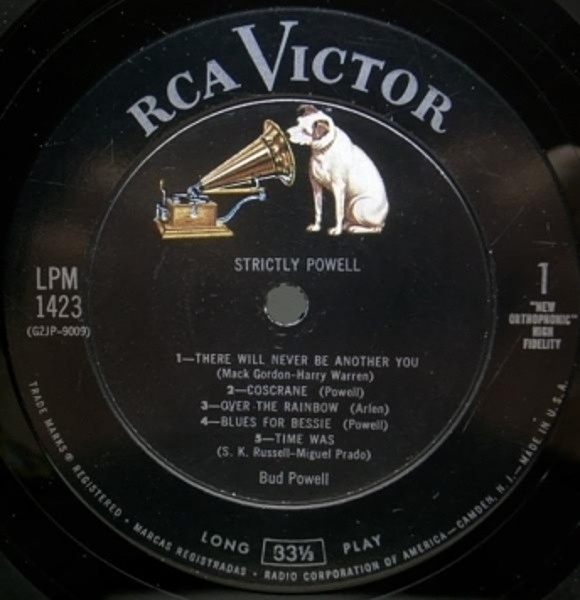 RCA VICTOR
STRICTLY POWELL
LPM
1423
(G2JP-9009)
1
"NEW
ORTHOPHONIC"
HIGH
FIDELITY
1—THERE WILL NEVER BE ANOTHER YOU
(Mack Gordon-Harry Warren)
2—COSCRANE (Powell)
3—OVER THE RAINBOW (Arlen)
4—BLUES FOR BESSIE (Powell)
5—TIME WAS
(S. K. Russell-Miguel Prado)
Bud Powell
LONG 33⅓ PLAY
TRADE MARKS ® REGISTERED • MARCAS REGISTRADAS • RADIO CORPORATION OF AMERICA—CAMDEN, N. J.—MADE IN U.S.A.